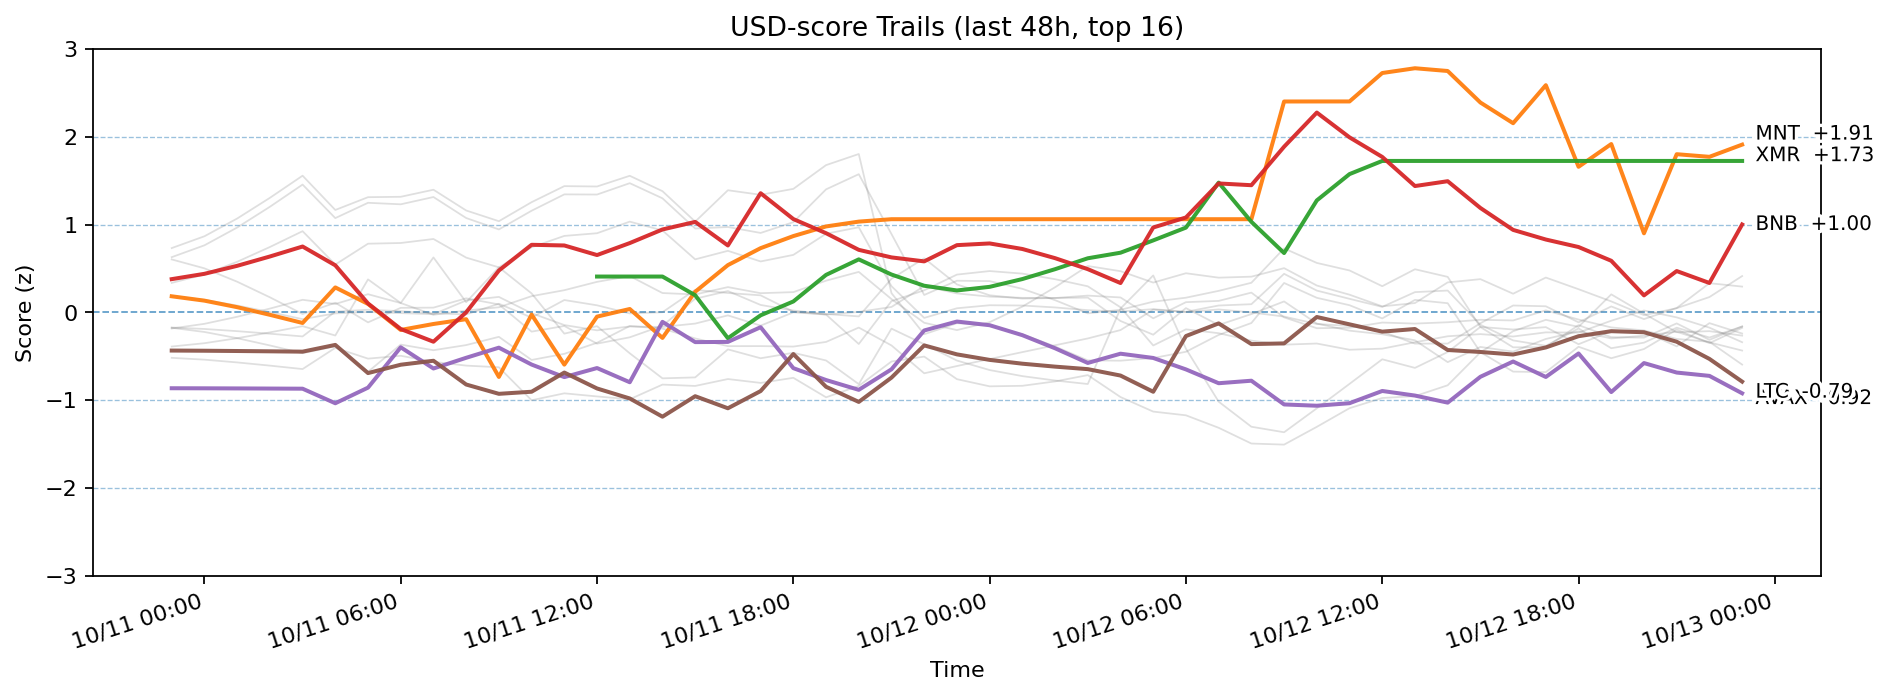 USD-score Trails (last 48h, top 16)
Score (z)
3
2
1
0
−1
−2
−3
MNT +1.91
XMR +1.73
BNB +1.00
LTC -0.79
10/11 00:00
10/11 06:00
10/11 12:00
10/11 18:00
10/12 00:00
10/12 06:00
10/12 12:00
10/12 18:00
10/13 00:00
Time